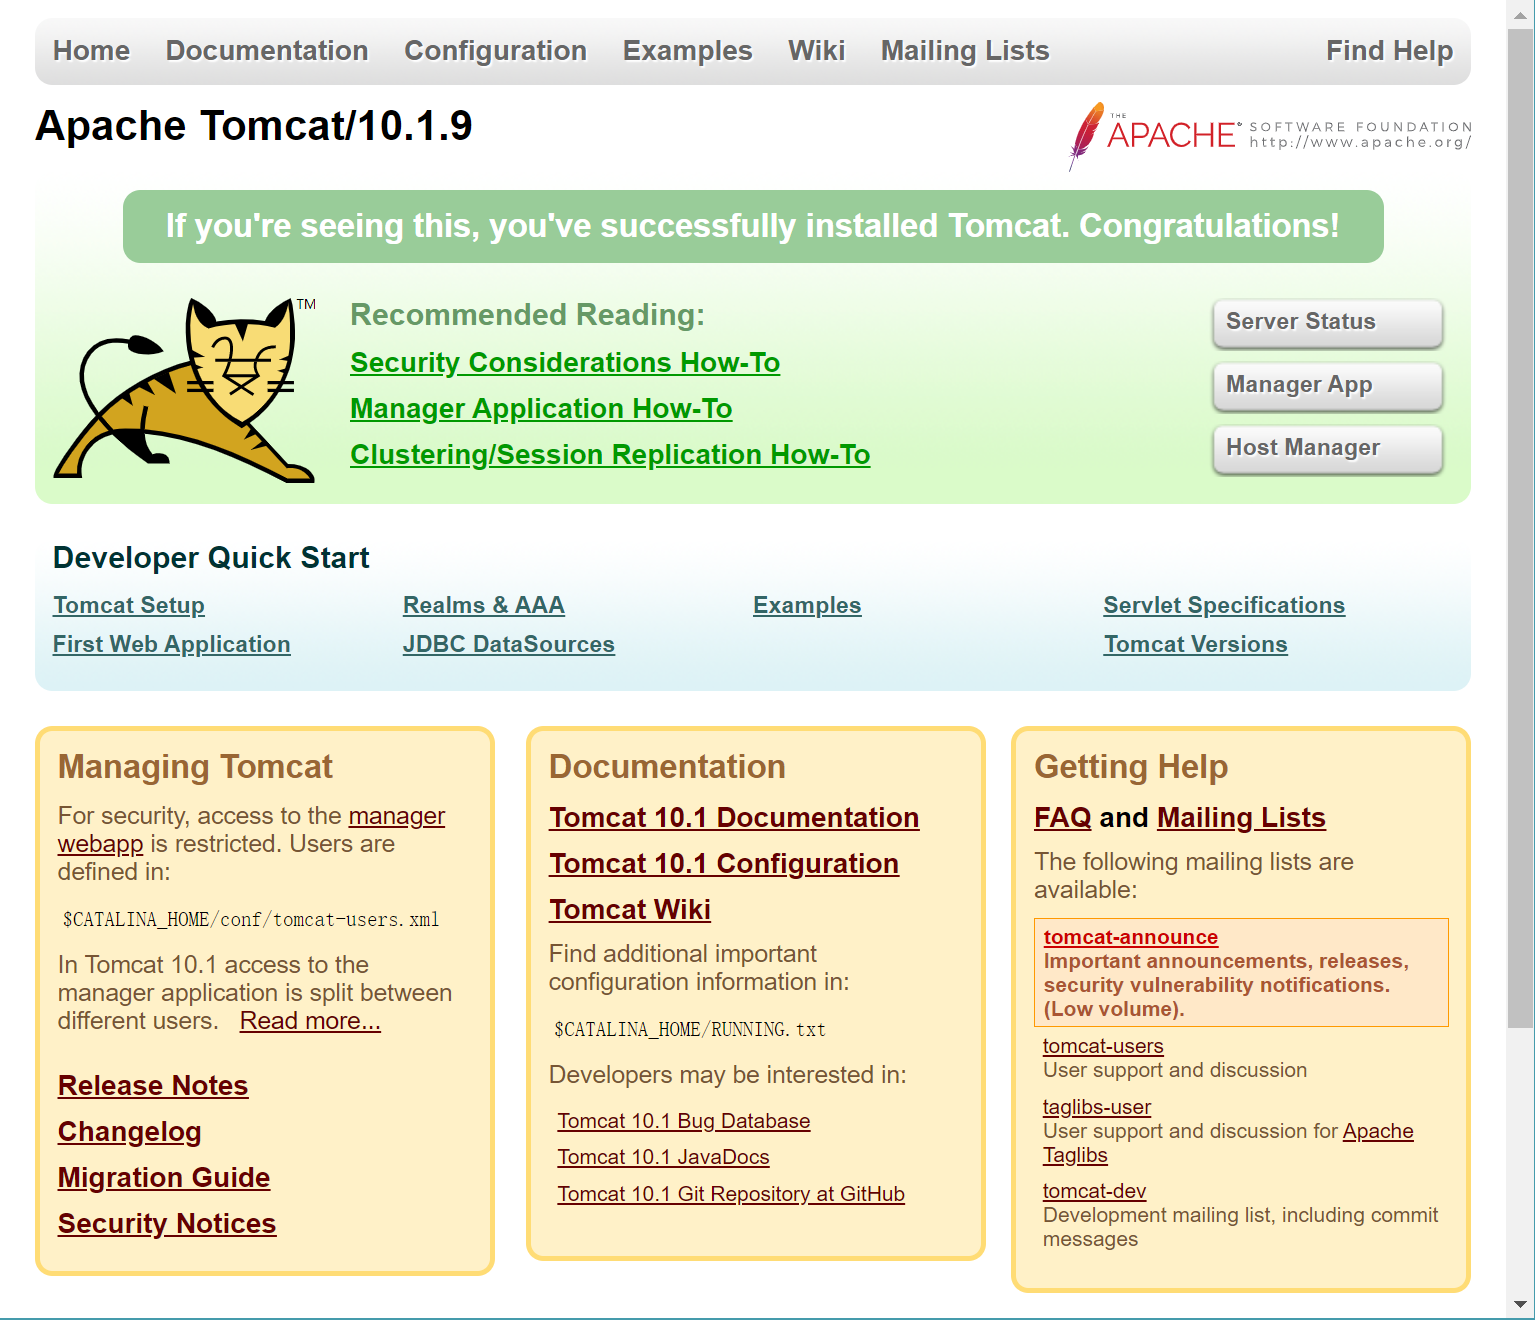 Home Documentation Configuration Examples Wiki Mailing Lists Find Help
Apache Tomcat/10.1.9
THE
APACHE® SOFTWARE FOUNDATION
http://www.apache.org/
If you're seeing this, you've successfully installed Tomcat. Congratulations!
TM
Recommended Reading:
Security Considerations How-To
Manager Application How-To
Clustering/Session Replication How-To
Server Status
Manager App
Host Manager
Developer Quick Start
Tomcat Setup
First Web Application
Realms & AAA
JDBC DataSources
Examples
Servlet Specifications
Tomcat Versions
Managing Tomcat
For security, access to the manager
webapp is restricted. Users are
defined in:
$CATALINA_HOME/conf/tomcat-users.xml
In Tomcat 10.1 access to the
manager application is split between
different users. Read more...
Release Notes
Changelog
Migration Guide
Security Notices
Documentation
Tomcat 10.1 Documentation
Tomcat 10.1 Configuration
Tomcat Wiki
Find additional important
configuration information in:
$CATALINA_HOME/RUNNING.txt
Developers may be interested in:
Tomcat 10.1 Bug Database
Tomcat 10.1 JavaDocs
Tomcat 10.1 Git Repository at GitHub
Getting Help
FAQ and Mailing Lists
The following mailing lists are
available:
tomcat-announce
Important announcements, releases,
security vulnerability notifications.
(Low volume).
tomcat-users
User support and discussion
taglibs-user
User support and discussion for Apache
Taglibs
tomcat-dev
Development mailing list, including commit
messages